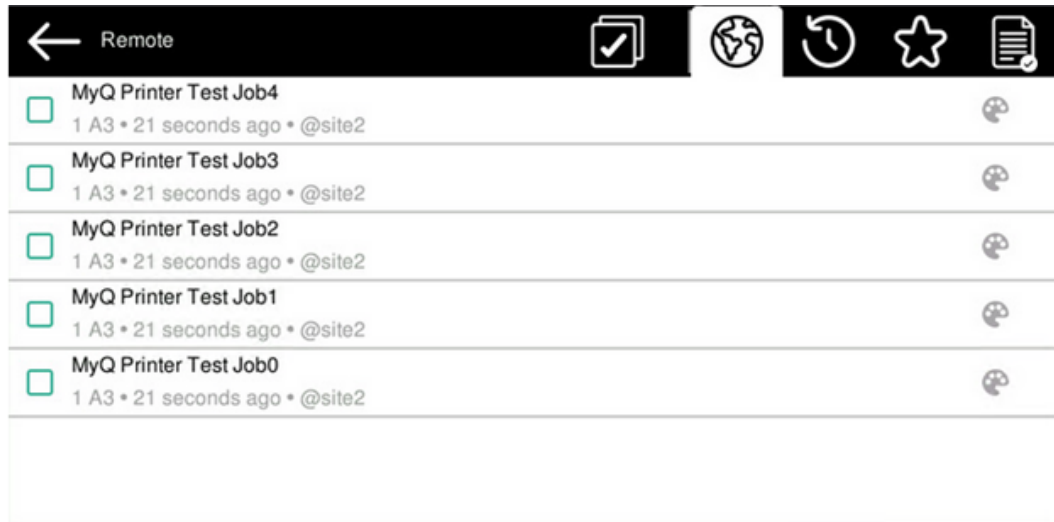 Remote
MyQ Printer Test Job4
1 A3 • 21 seconds ago • @site2
MyQ Printer Test Job3
1 A3 • 21 seconds ago • @site2
MyQ Printer Test Job2
1 A3 • 21 seconds ago • @site2
MyQ Printer Test Job1
1 A3 • 21 seconds ago • @site2
MyQ Printer Test Job0
1 A3 • 21 seconds ago • @site2